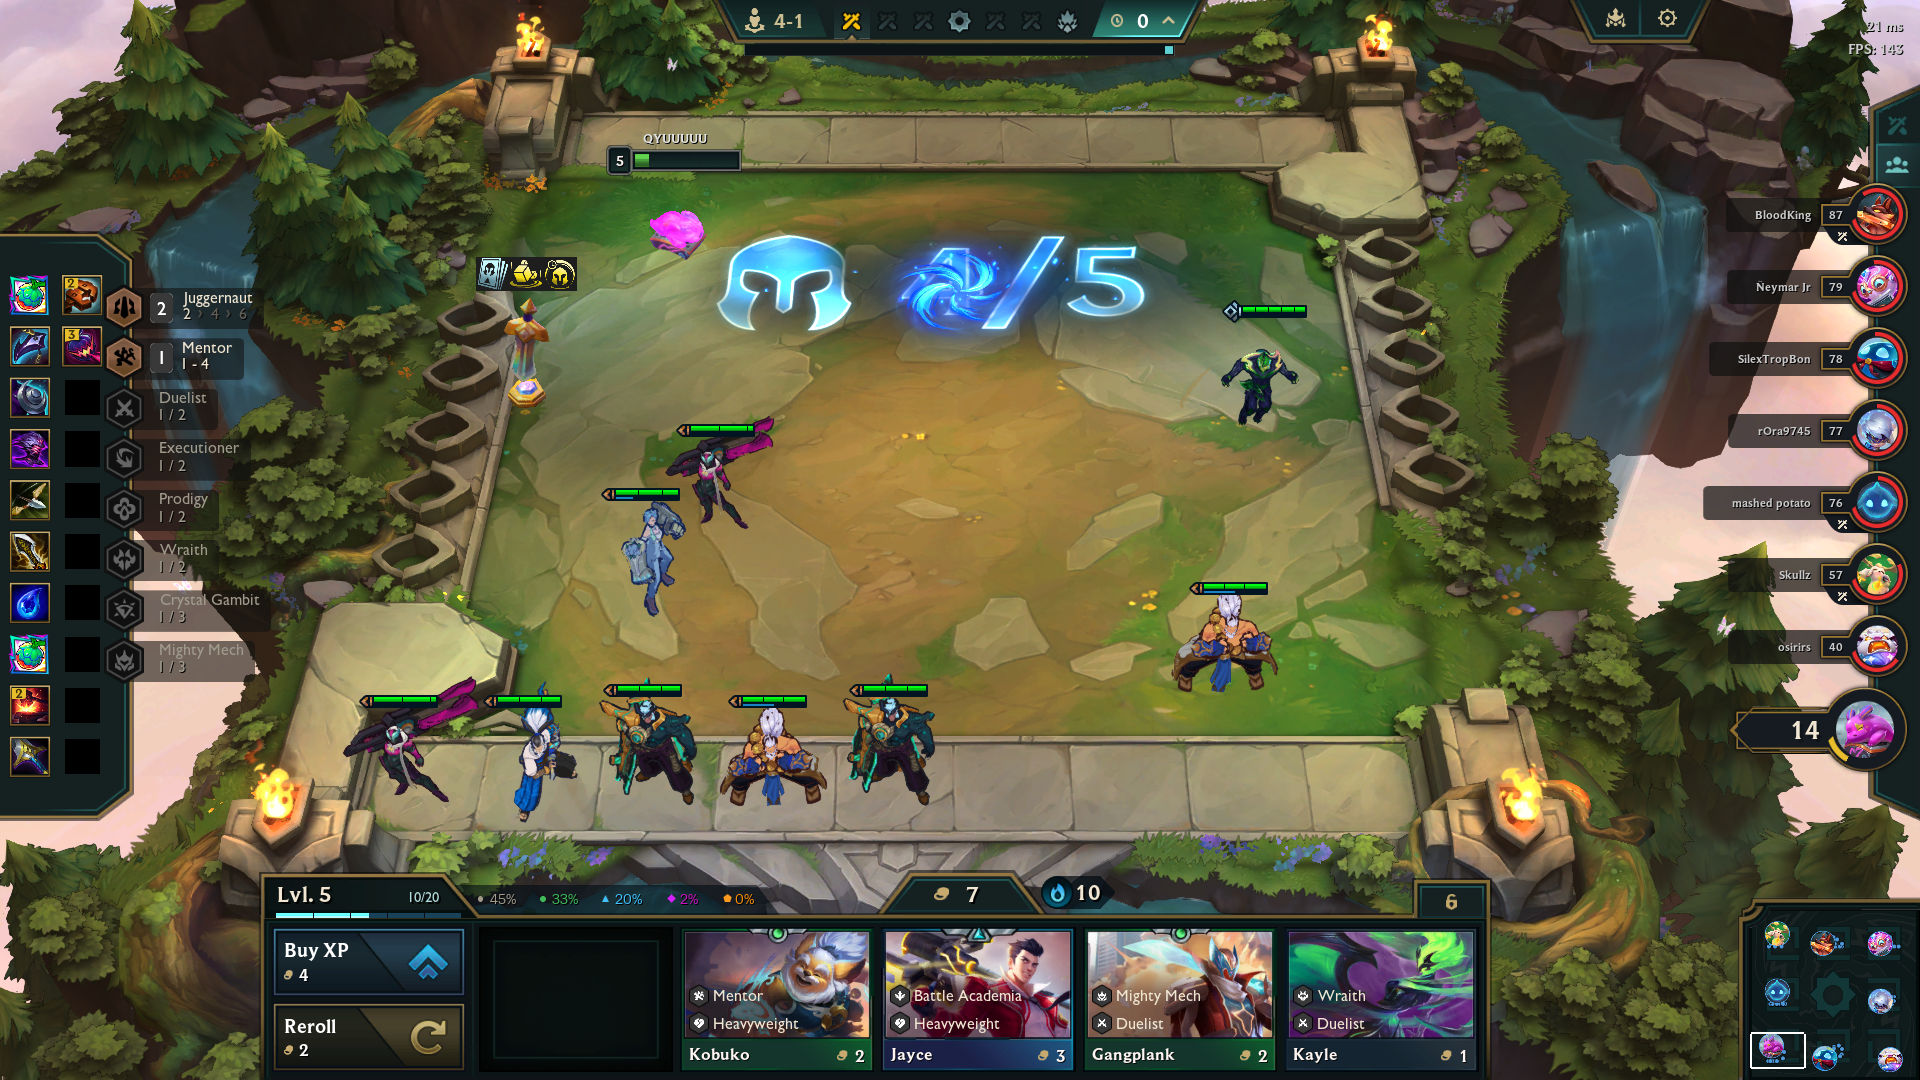 4-1
0
21 ms
FPS: 143
QYUUUUU
5
4/5
BloodKing 87
Neymar Jr 79
SilexTropBon 78
rOra9745 77
mashed potato 76
Skullz 57
osirirs 40
14
2
3
2
2 Juggernaut
2 › 4 › 6
1 Mentor
1 - 4
Duelist
1 / 2
Executioner
1 / 2
Prodigy
1 / 2
Wraith
1 / 2
Crystal Gambit
1 / 3
Mighty Mech
1 / 3
Lvl. 5
10/20
45%
33%
20%
2%
0%
7
10
6
Buy XP
4
Reroll
2
Mentor
Heavyweight
Kobuko 2
Battle Academia
Heavyweight
Jayce 3
Mighty Mech
Duelist
Gangplank 2
Wraith
Duelist
Kayle 1